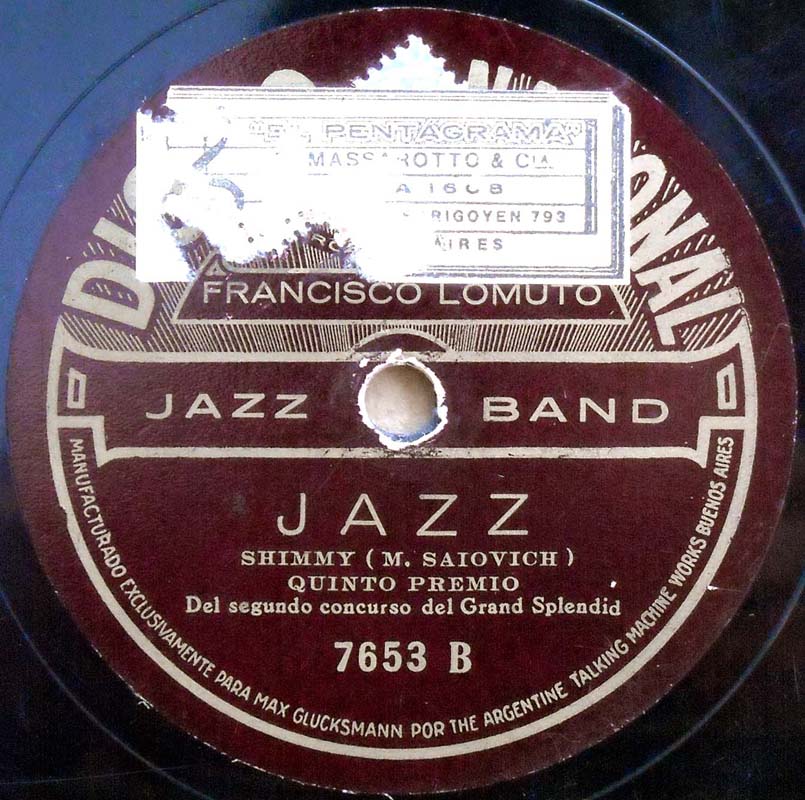 "EL PENTAGRAMA"
MASSAROTTO & CIA.
RIGOYEN 793
AIRES
FRANCISCO LOMUTO
JAZZ BAND
JAZZ
SHIMMY ( M. SAIOVICH )
QUINTO PREMIO
Del segundo concurso del Grand Splendid
7653 B
MANUFACTURADO EXCLUSIVAMENTE PARA MAX GLUCKSMANN POR THE ARGENTINE TALKING MACHINE WORKS BUENOS AIRES